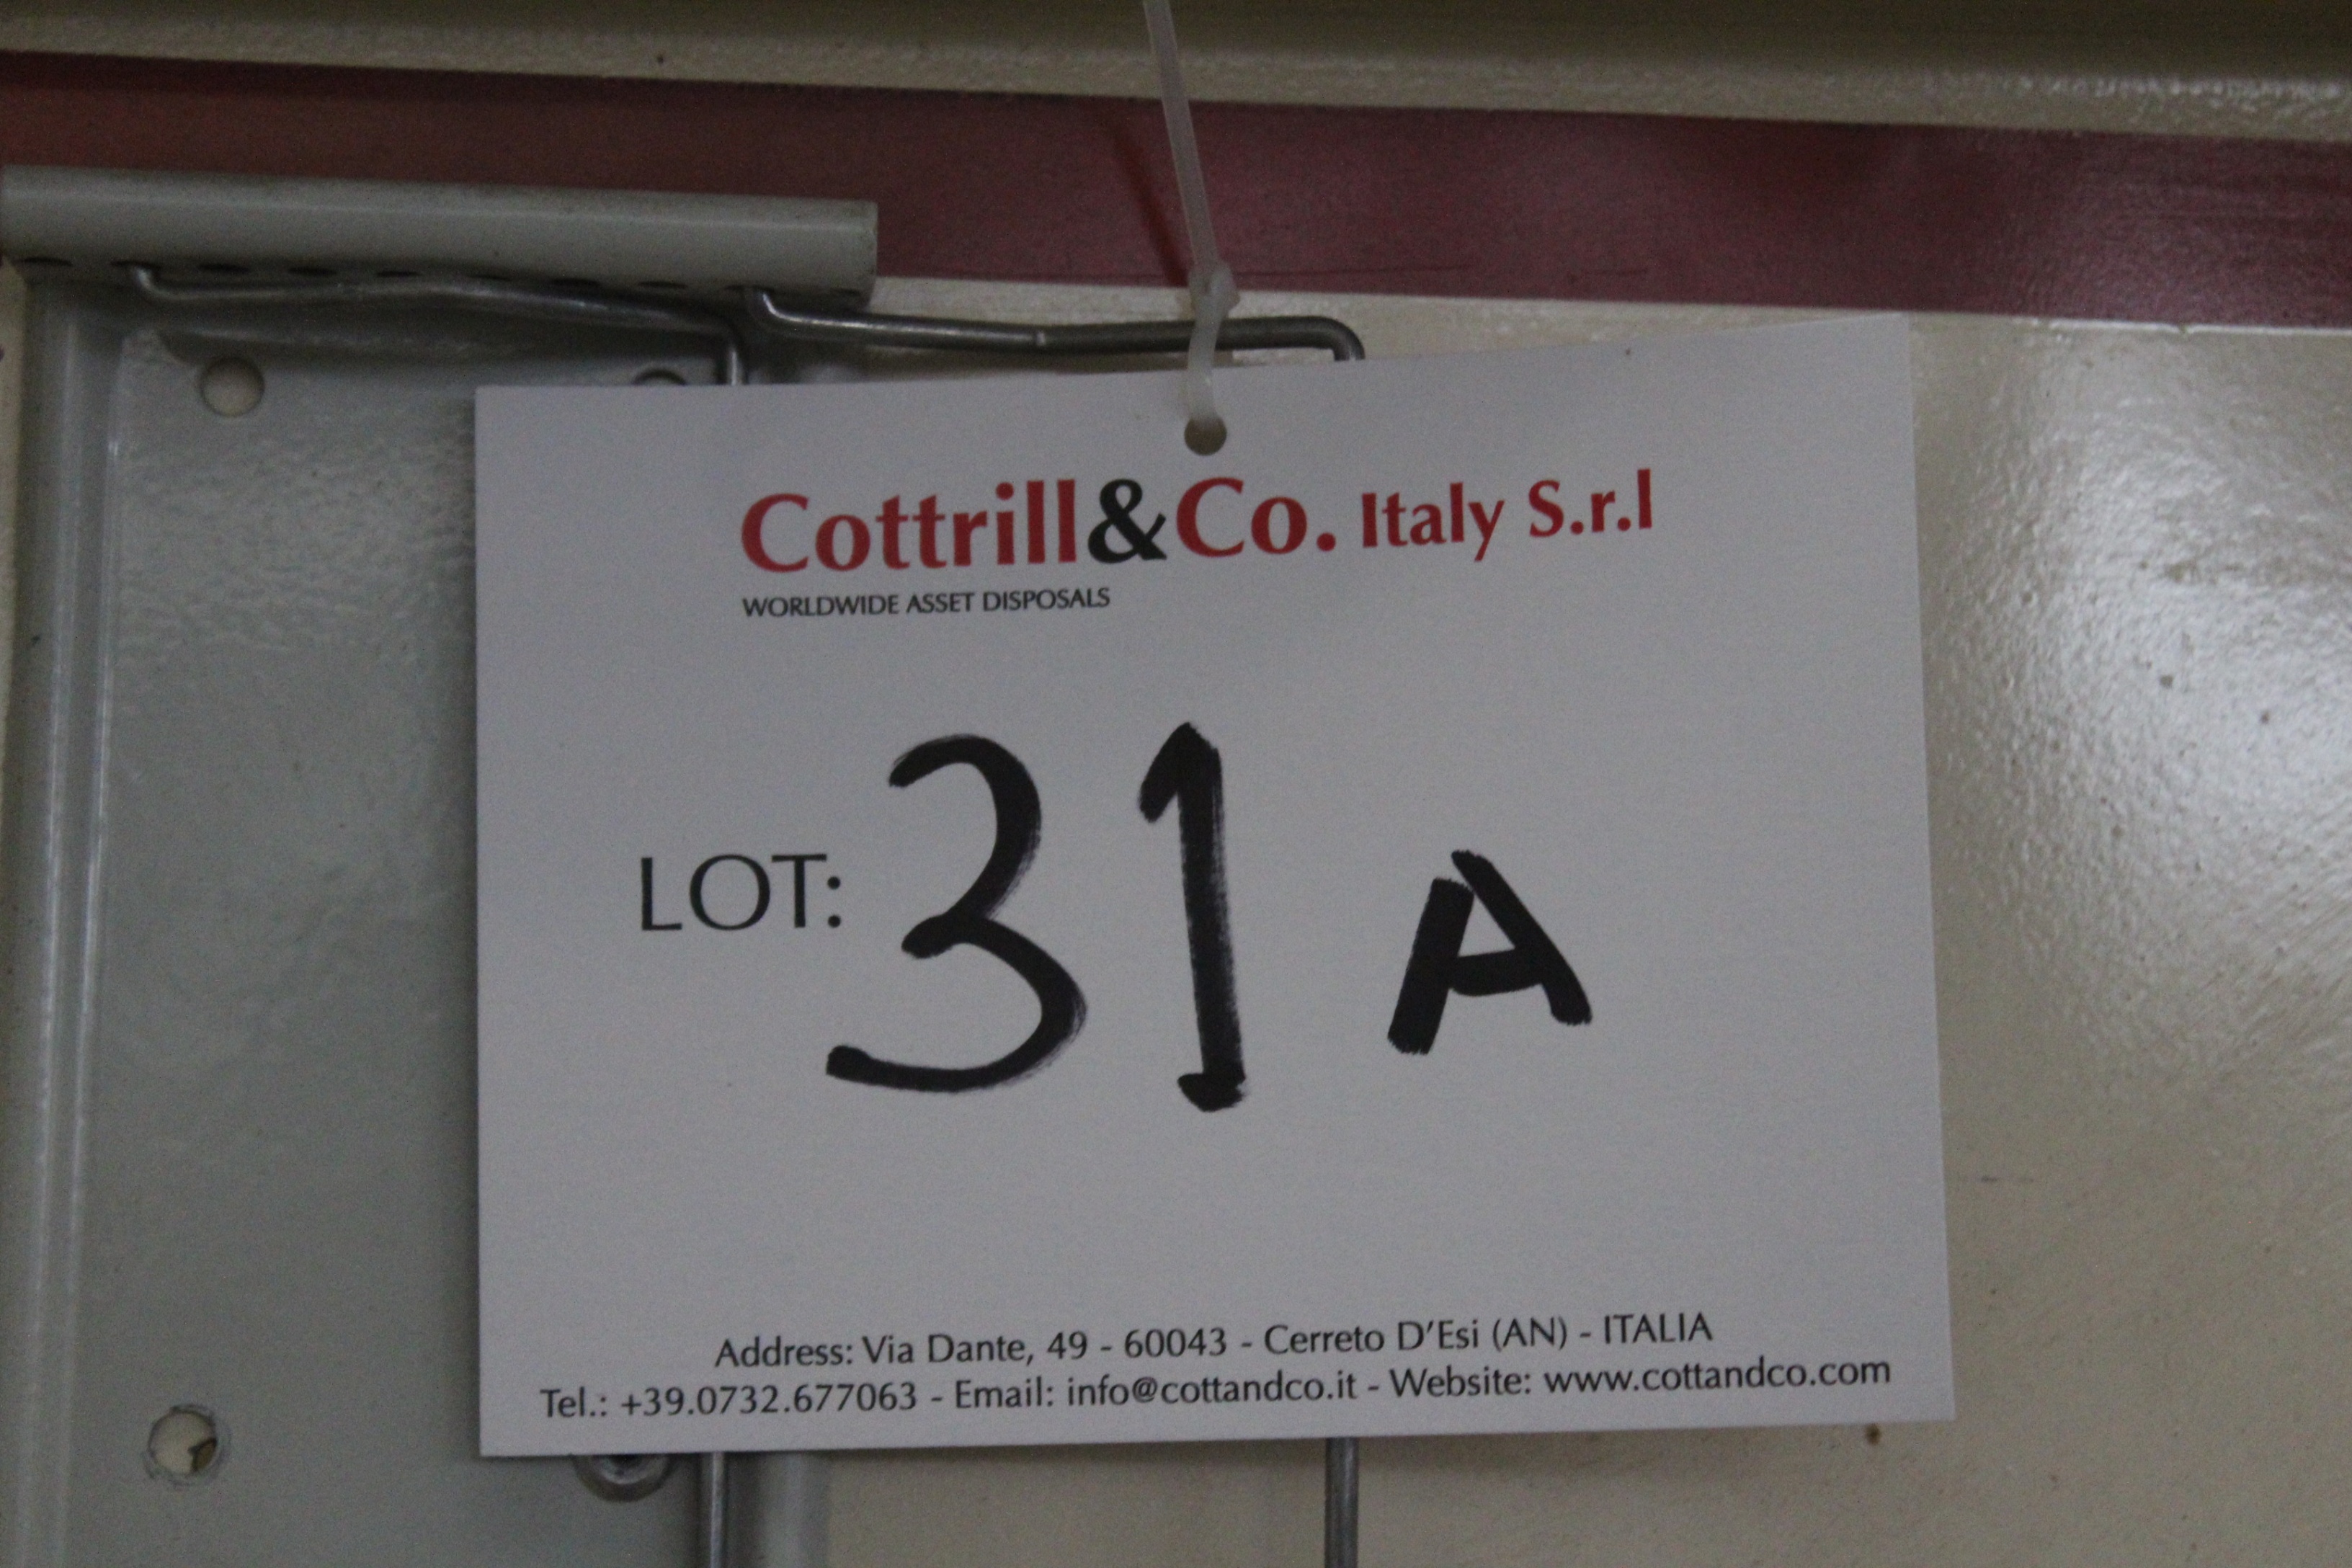 Cottrill&Co. Italy S.r.l
WORLDWIDE ASSET DISPOSALS
LOT: 31 A
Address: Via Dante, 49 - 60043 - Cerreto D'Esi (AN) - ITALIA
Tel.: +39.0732.677063 - Email: info@cottandco.it - Website: www.cottandco.com